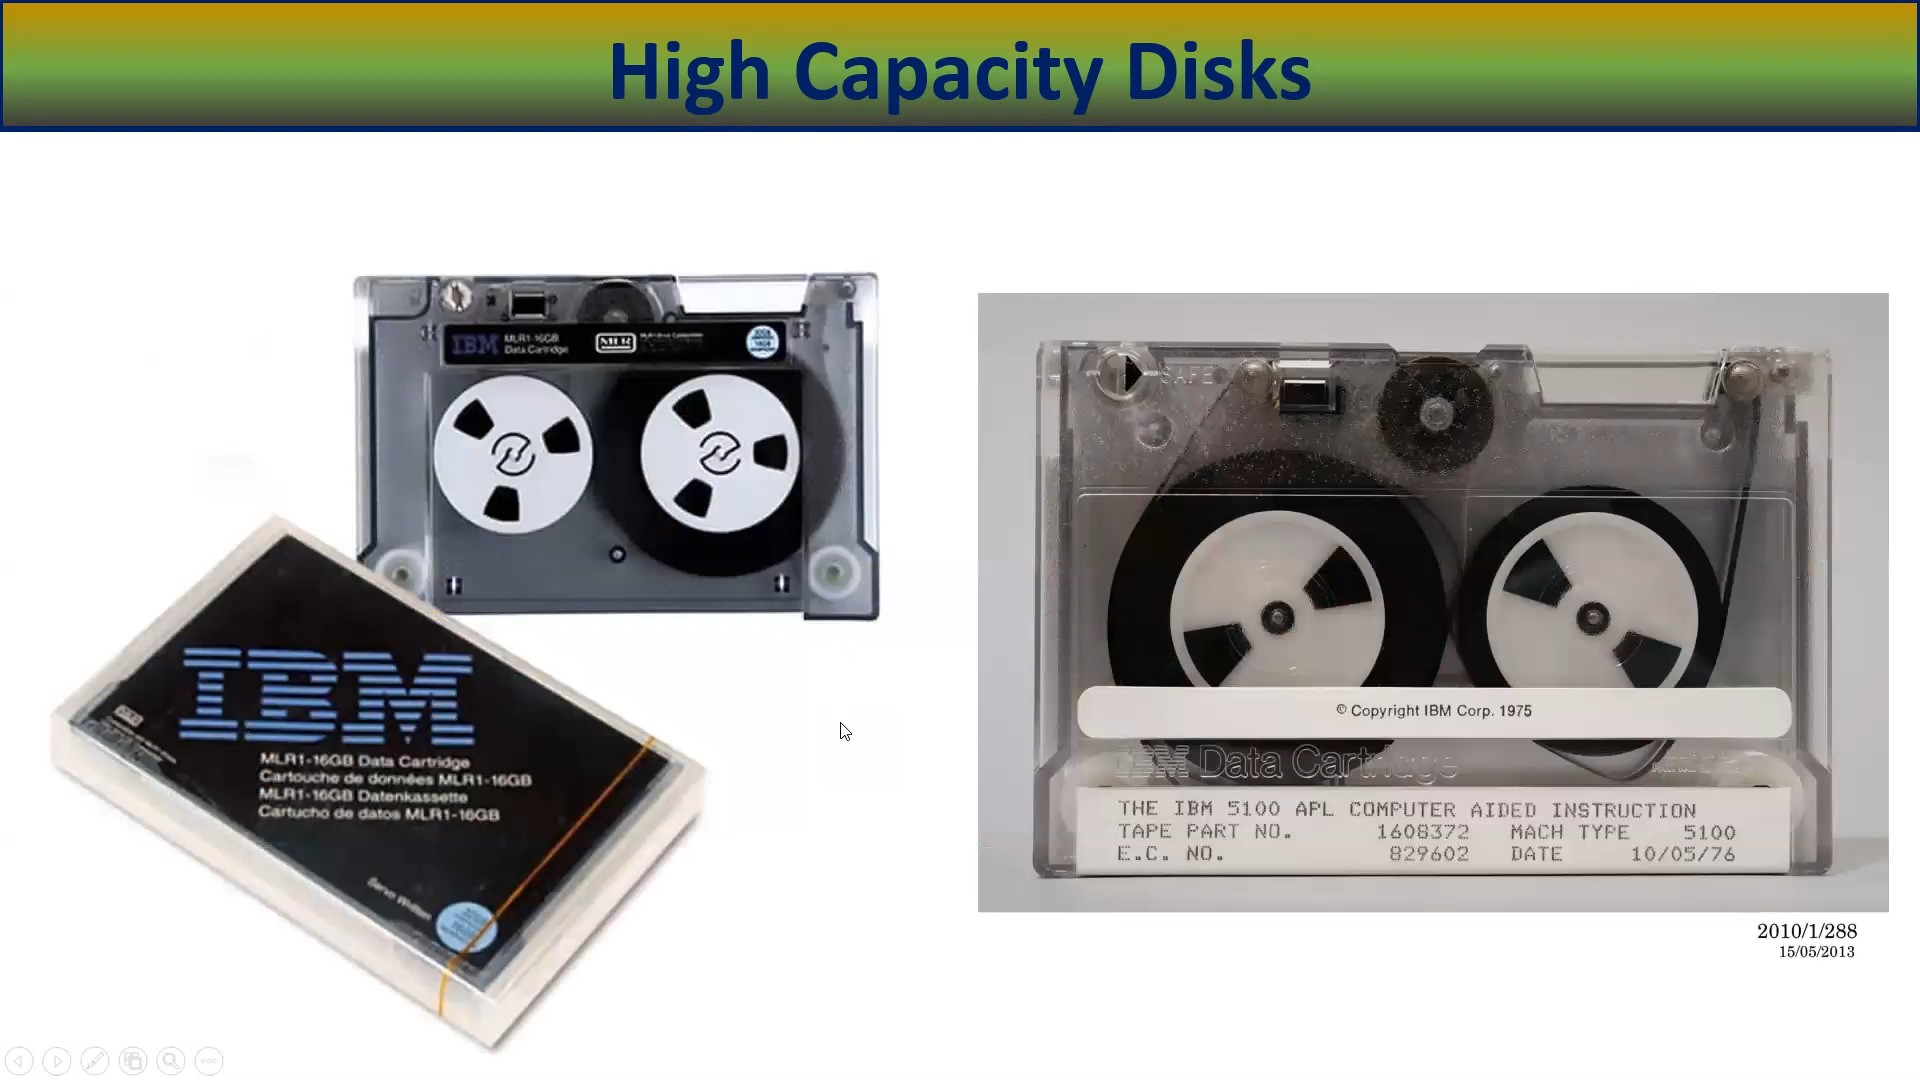 High Capacity Disks
IBM
MLR1-16GB
Data Cartridge
MLR
IBM
MLR1-16GB Data Cartridge
Cartouche de données MLR1-16GB
MLR1-16GB Datenkassette
Cartucho de datos MLR1-16GB
Servo Written
SAFE
© Copyright IBM Corp. 1975
IBM Data Cartridge
THE IBM 5100 APL COMPUTER AIDED INSTRUCTION
TAPE PART NO. 1608372 MACH TYPE 5100
E.C. NO. 829602 DATE 10/05/76
2010/1/288
15/05/2013